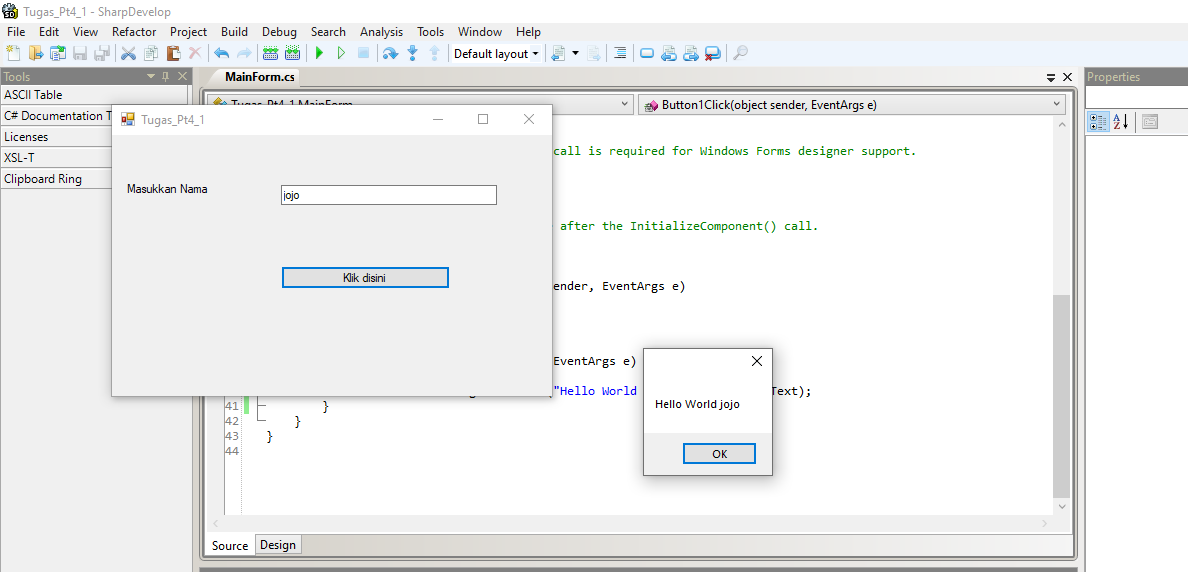 Tugas_Pt4_1 - SharpDevelop
File Edit View Refactor Project Build Debug Search Analysis Tools Window Help
Default layout
Tools
ASCII Table
C# Documentation T
Licenses
XSL-T
Clipboard Ring
MainForm.cs
Tugas_Pt4_1.MainForm
Button1Click(object sender, EventArgs e)
call is required for Windows Forms designer support.
after the InitializeComponent() call.
ender, EventArgs e)
EventArgs e)
"Hello World
Text);
41 }
42 }
43 }
44
Source Design
Tugas_Pt4_1
Masukkan Nama
jojo
Klik disini
Hello World jojo
OK
Properties